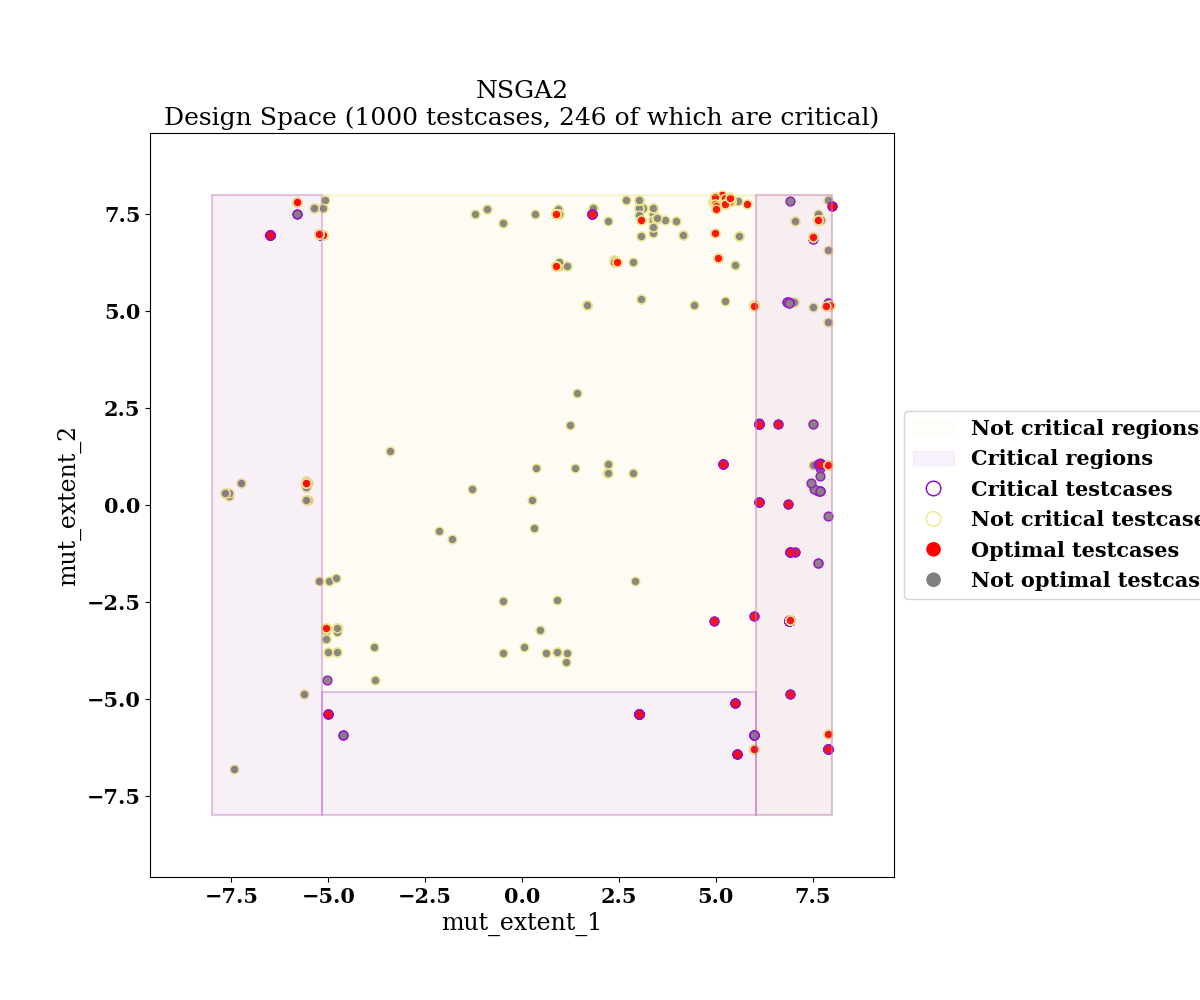 NSGA2
Design Space (1000 testcases, 246 of which are critical)
7.5
5.0
2.5
0.0
−2.5
−5.0
−7.5
mut_extent_2
−7.5 −5.0 −2.5 0.0 2.5 5.0 7.5
mut_extent_1
Not critical regions
Critical regions
Critical testcases
Not critical testcase
Optimal testcases
Not optimal testcas